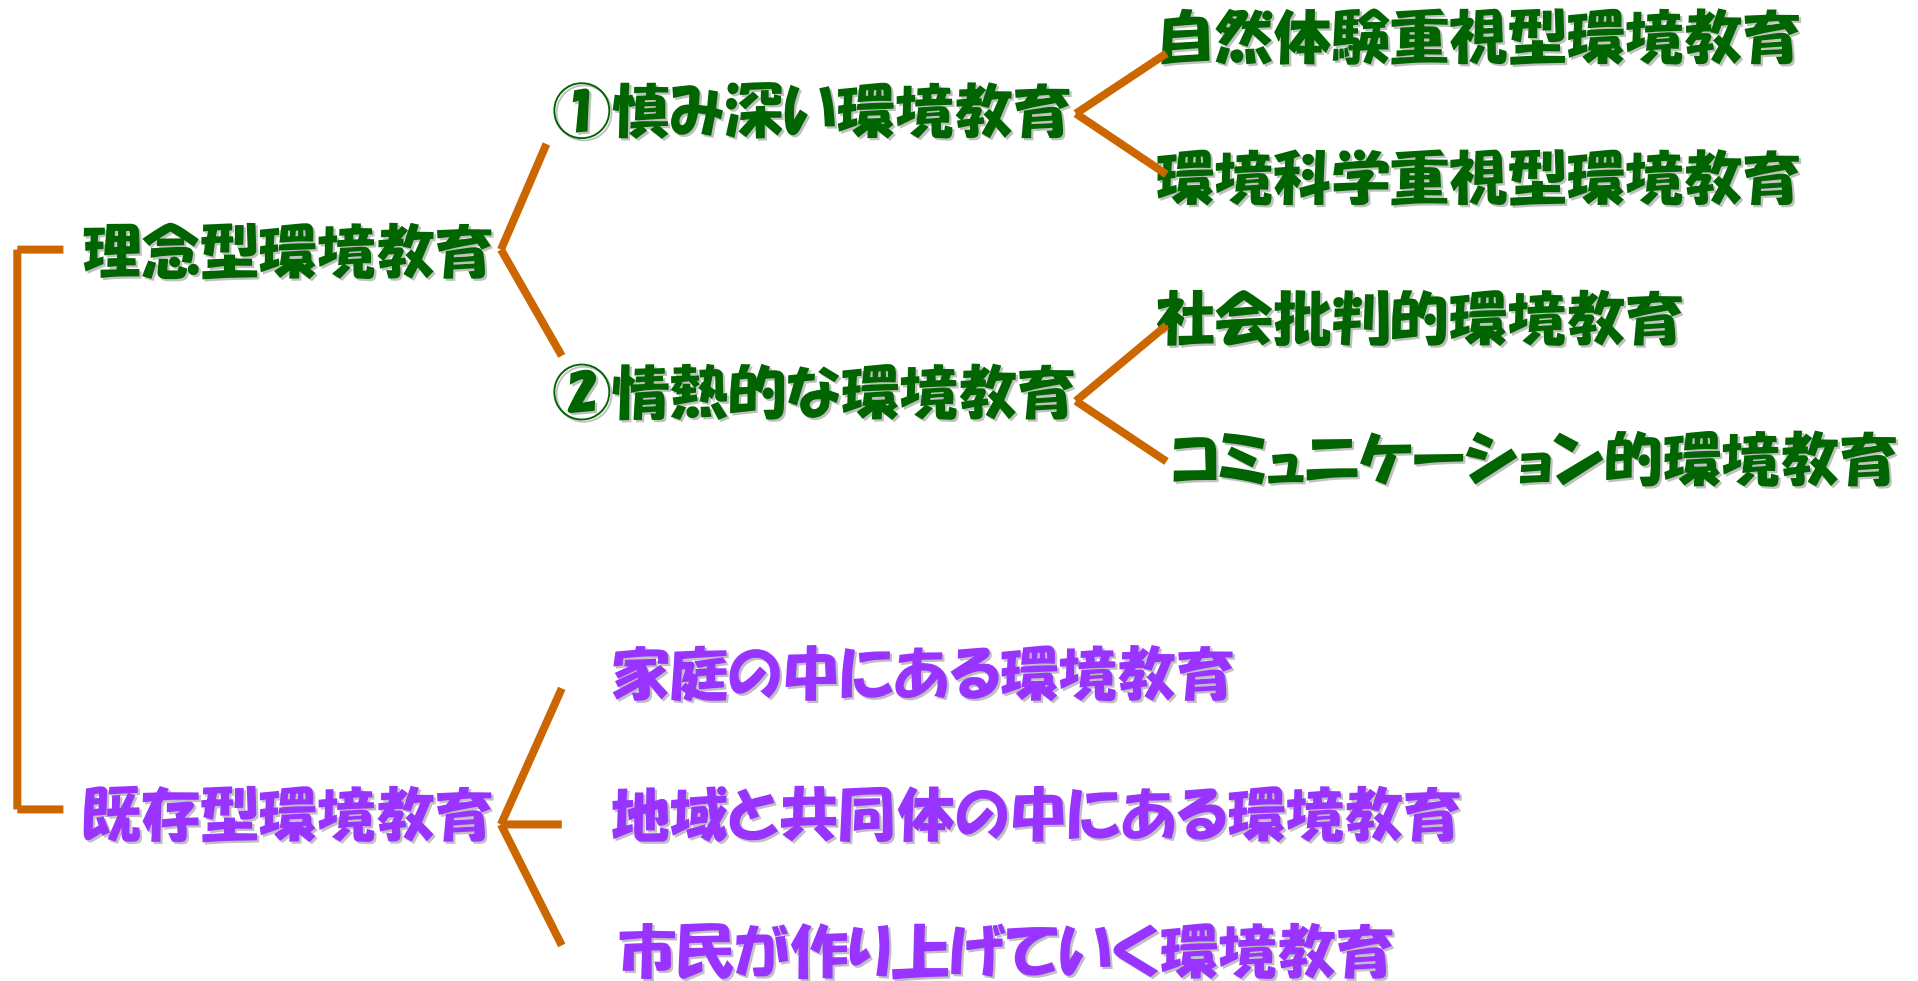 自然体験重視型環境教育
①慎み深い環境教育
環境科学重視型環境教育
理念型環境教育
社会批判的環境教育
②情熱的な環境教育
コミュニケーション的環境教育
家庭の中にある環境教育
既存型環境教育
地域と共同体の中にある環境教育
市民が作り上げていく環境教育